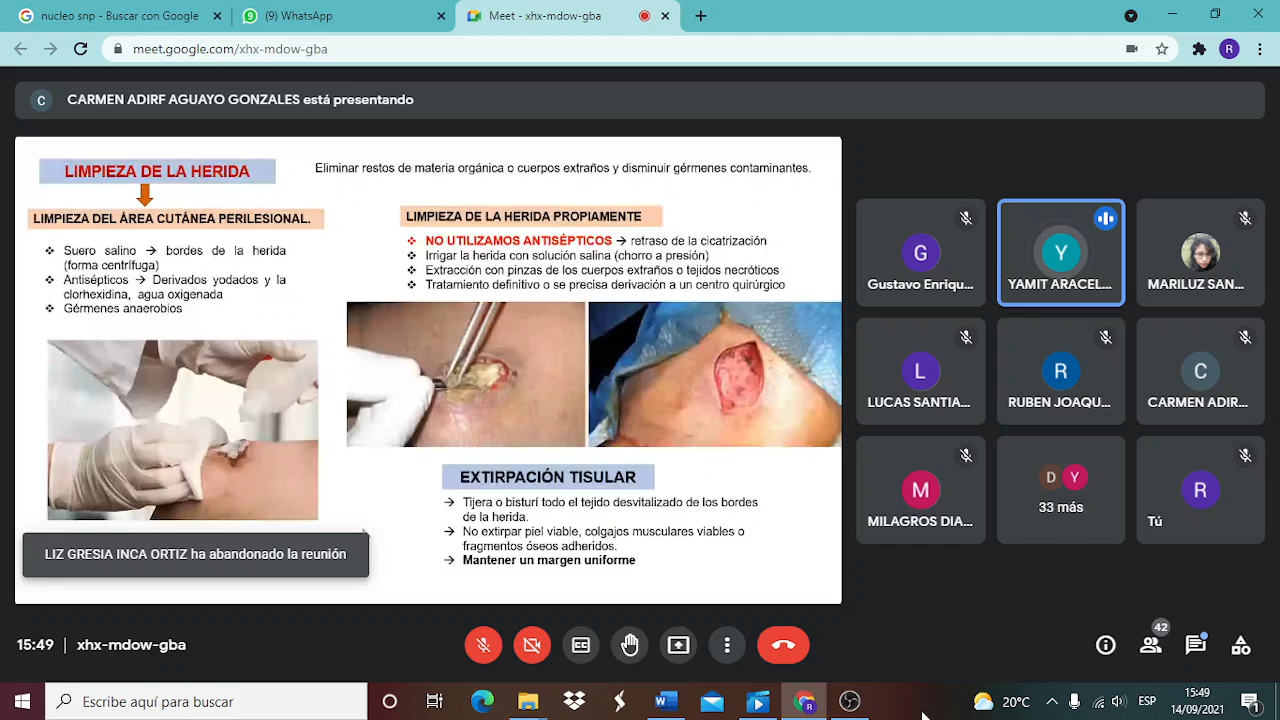 nucleo snp - Buscar con Google
(9) WhatsApp
Meet - xhx-mdow-gba
meet.google.com/xhx-mdow-gba
R
C
CARMEN ADIRF AGUAYO GONZALES está presentando
LIMPIEZA DE LA HERIDA
Eliminar restos de materia orgánica o cuerpos extraños y disminuir gérmenes contaminantes.
LIMPIEZA DEL ÁREA CUTÁNEA PERILESIONAL.
Suero salino → bordes de la herida
(forma centrífuga)
Antisépticos → Derivados yodados y la
clorhexidina, agua oxigenada
Gérmenes anaerobios
LIMPIEZA DE LA HERIDA PROPIAMENTE
NO UTILIZAMOS ANTISÉPTICOS → retraso de la cicatrización
Irrigar la herida con solución salina (chorro a presión)
Extracción con pinzas de los cuerpos extraños o tejidos necróticos
Tratamiento definitivo o se precisa derivación a un centro quirúrgico
EXTIRPACIÓN TISULAR
→ Tijera o bisturí todo el tejido desvitalizado de los bordes
de la herida.
→ No extirpar piel viable, colgajos musculares viables o
fragmentos óseos adheridos.
→ Mantener un margen uniforme
LIZ GRESIA INCA ORTIZ ha abandonado la reunión
G
Gustavo Enriqu...
Y
YAMIT ARACEL...
MARILUZ SAN...
L
LUCAS SANTIA...
R
RUBEN JOAQU...
C
CARMEN ADIR...
M
MILAGROS DIA...
D Y
33 más
R
Tú
15:49 | xhx-mdow-gba
42
Escribe aquí para buscar
20°C
ESP
15:49
14/09/2021
1